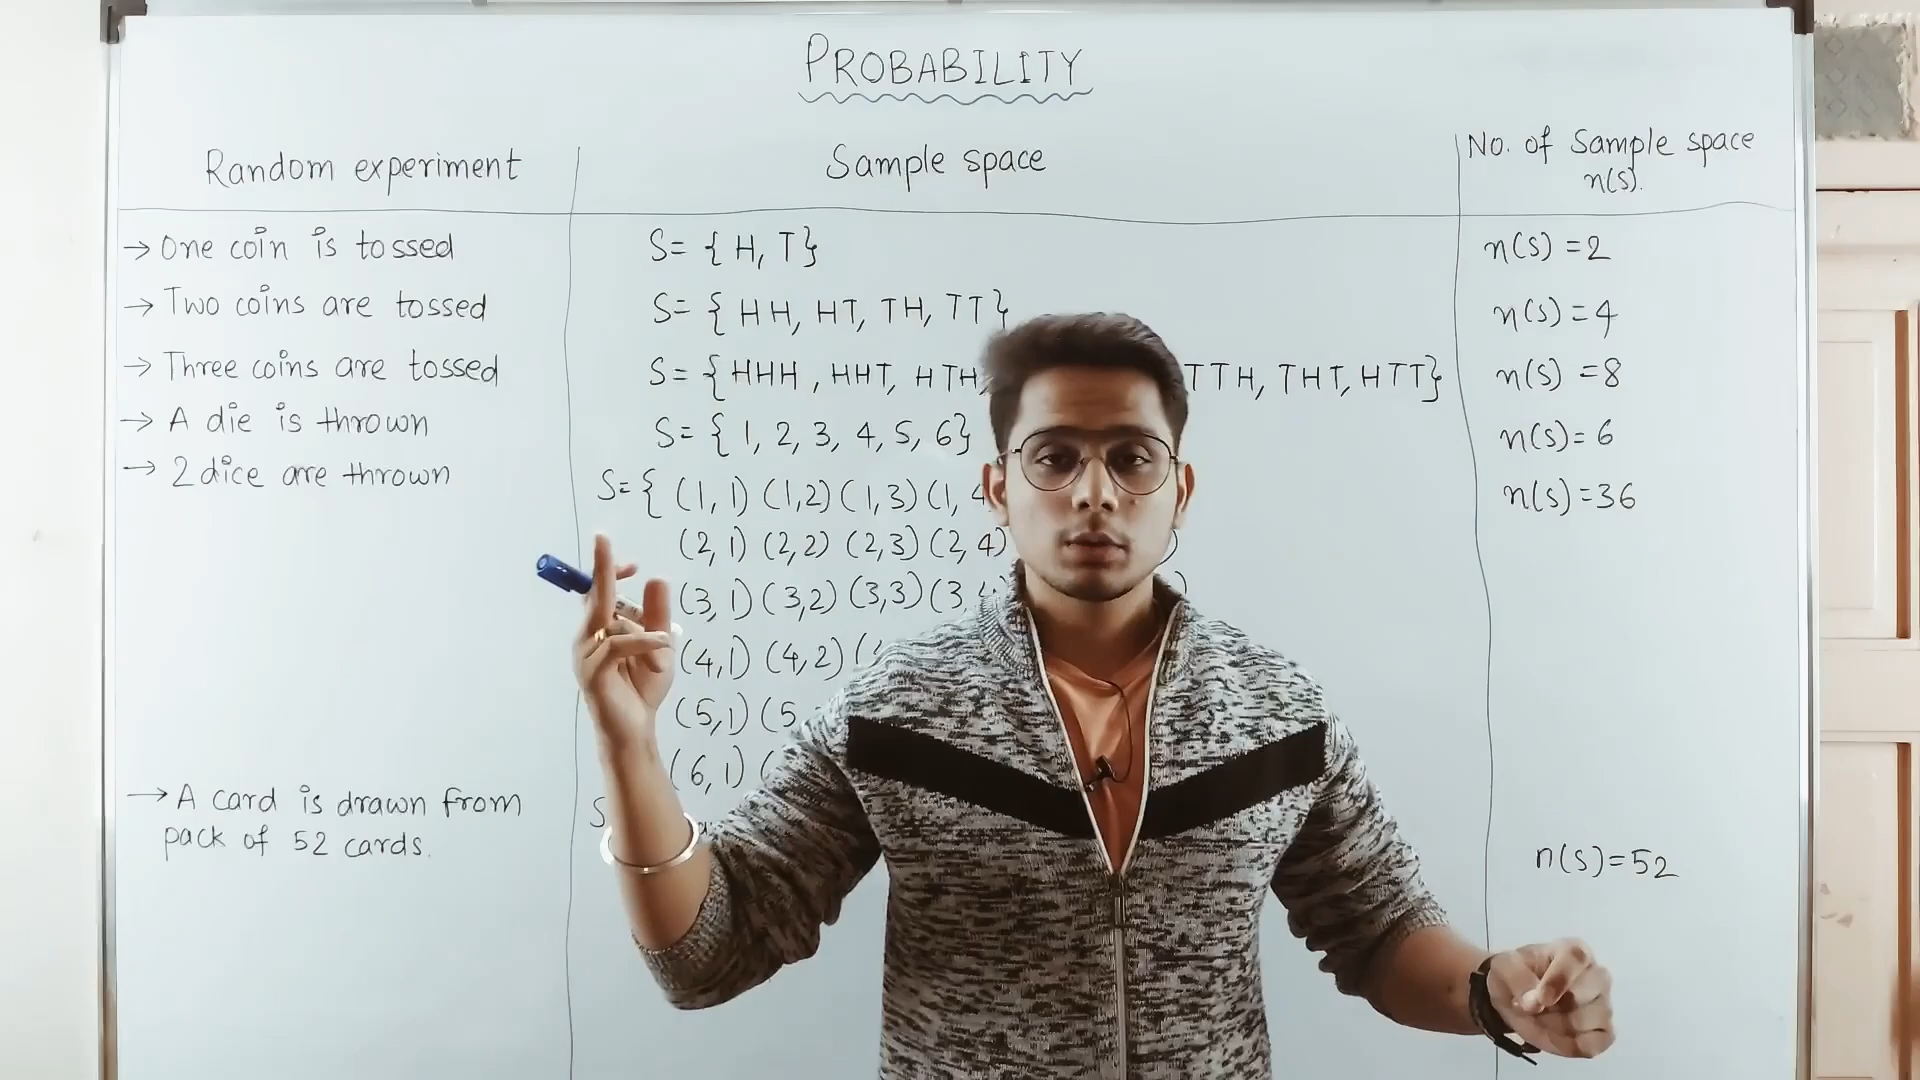 PROBABILITY
Random experiment
Sample space
No. of Sample space
n(S).
→ One coin is tossed
S= { H, T}
n(S) =2
→ Two coins are tossed
S= { HH, HT, TH, TT}
n(S)=4
→ Three coins are tossed
S= {HHH , HHT, HTH, TTH, THT, HTT}
n(S) =8
→ A die is thrown
S= { 1, 2, 3, 4, 5, 6}
n(S)= 6
→ 2 dice are thrown
S= { (1, 1) (1,2) (1, 3) (1, 4
n(S)=36
(2, 1) (2,2) (2,3) (2, 4)
(3, 1) (3,2) (3,3) (3,
(4,1) (4,2) (
(5,1) (5
(6,1) (
→ A card is drawn from
pack of 52 cards.
S
n(S)=52